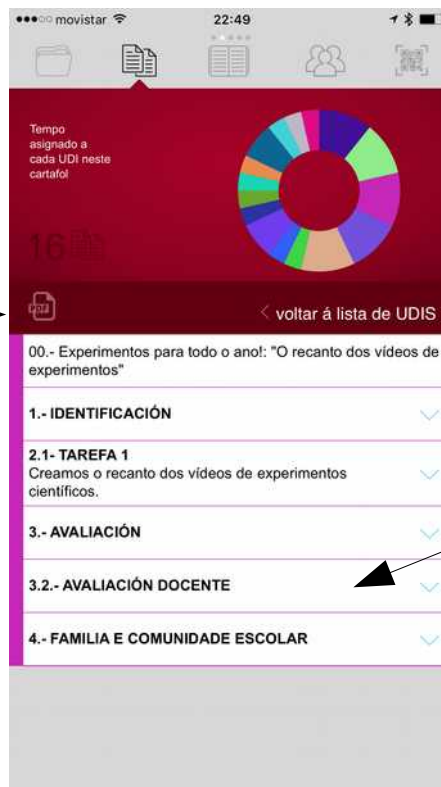 movistar 22:49
Tempo
asignado a
cada UDI neste
cartafol
16
PDF
< voltar á lista de UDIS
00.- Experimentos para todo o ano!: "O recanto dos vídeos de
experimentos"
1.- IDENTIFICACIÓN
2.1- TAREFA 1
Creamos o recanto dos vídeos de experimentos
científicos.
3.- AVALIACIÓN
3.2.- AVALIACIÓN DOCENTE
4.- FAMILIA E COMUNIDADE ESCOLAR